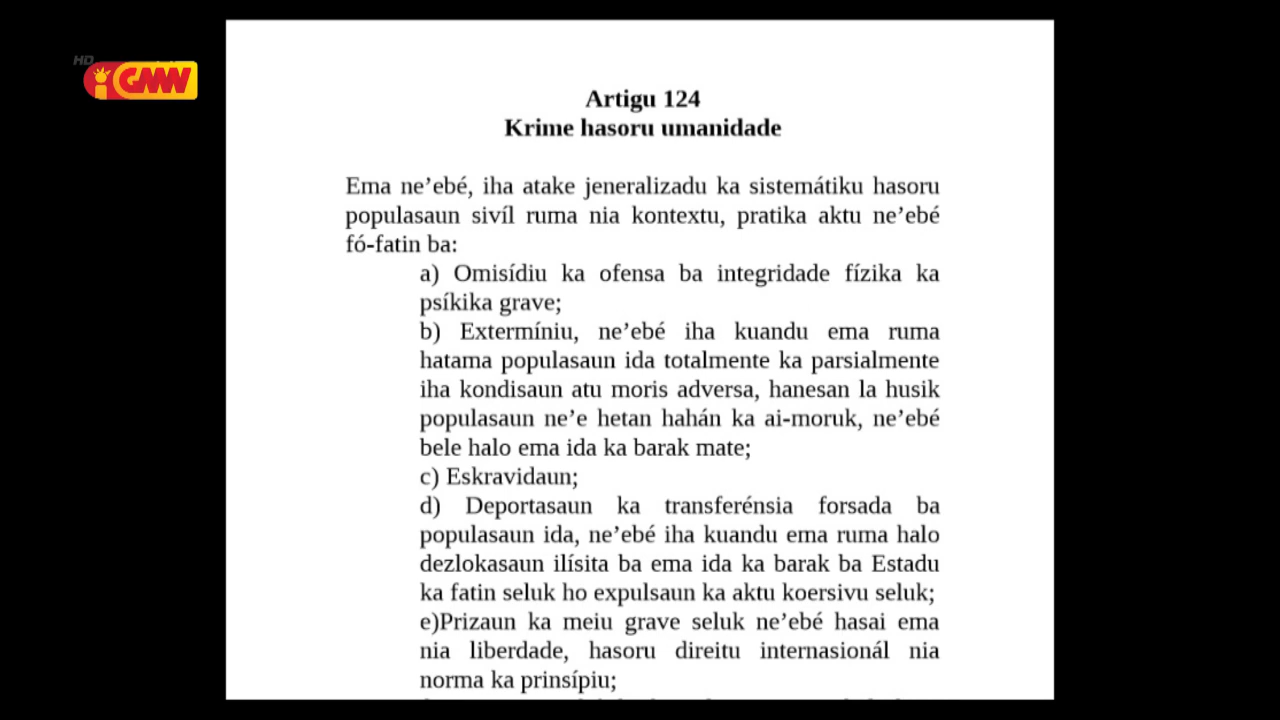 HD
GMN
Artigu 124
Krime hasoru umanidade
Ema ne’ebé, iha atake jeneralizadu ka sistemátiku hasoru
populasaun sivíl ruma nia kontextu, pratika aktu ne’ebé
fó-fatin ba:
a) Omisídiu ka ofensa ba integridade fízika ka
psíkika grave;
b) Extermíniu, ne’ebé iha kuandu ema ruma
hatama populasaun ida totalmente ka parsialmente
iha kondisaun atu moris adversa, hanesan la husik
populasaun ne’e hetan hahán ka ai-moruk, ne’ebé
bele halo ema ida ka barak mate;
c) Eskravidaun;
d) Deportasaun ka transferénsia forsada ba
populasaun ida, ne’ebé iha kuandu ema ruma halo
dezlokasaun ilísita ba ema ida ka barak ba Estadu
ka fatin seluk ho expulsaun ka aktu koersivu seluk;
e)Prizaun ka meiu grave seluk ne’ebé hasai ema
nia liberdade, hasoru direitu internasionál nia
norma ka prinsípiu;